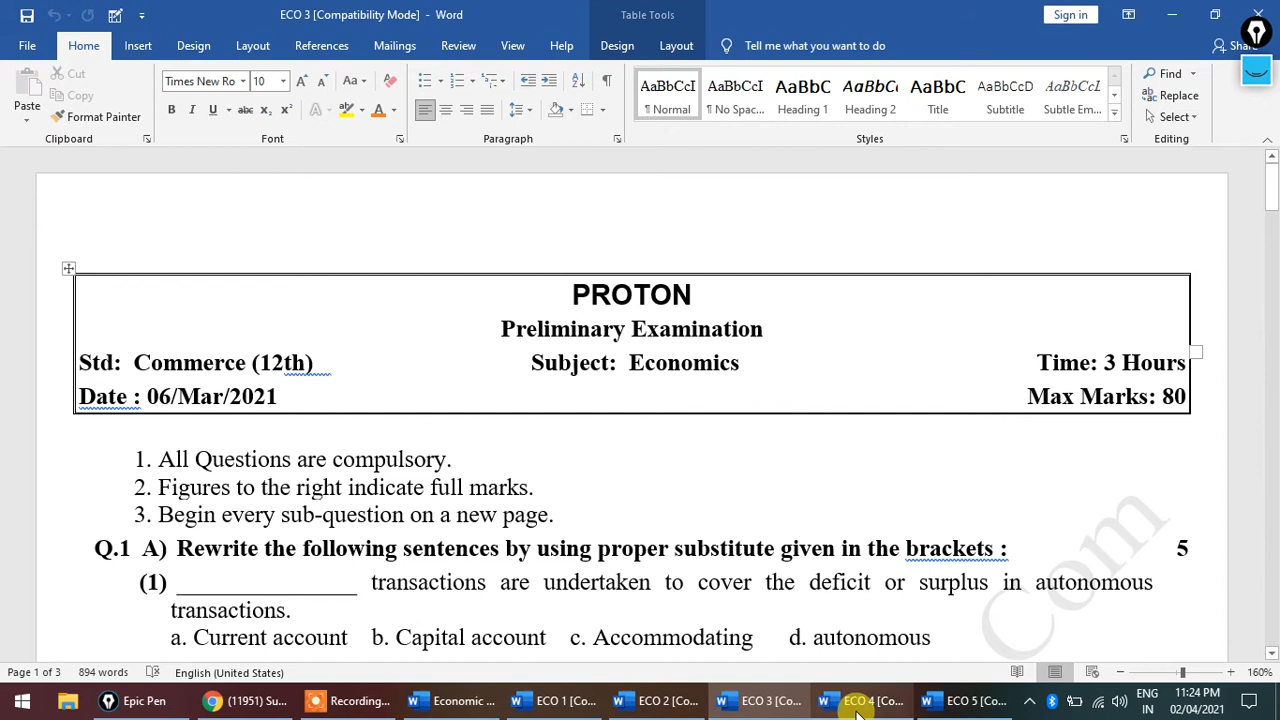 ECO 3 [Compatibility Mode] - Word
Table Tools
Sign in
File Home Insert Design Layout References Mailings Review View Help Design Layout Tell me what you want to do Share
Paste
Cut
Copy
Format Painter
Clipboard
Times New Ro 10
Font
Paragraph
AaBbCcI AaBbCcI AaBbC AaBbCc AaBbC AaBbCcI AaBbCcI
¶ Normal ¶ No Spac... Heading 1 Heading 2 Title Subtitle Subtle Em...
Styles
Find
Replace
Select
Editing
PROTON
Preliminary Examination
Std: Commerce (12th) Subject: Economics Time: 3 Hours
Date : 06/Mar/2021 Max Marks: 80
1. All Questions are compulsory.
2. Figures to the right indicate full marks.
3. Begin every sub-question on a new page.
Q.1 A) Rewrite the following sentences by using proper substitute given in the brackets : 5
(1) _______________ transactions are undertaken to cover the deficit or surplus in autonomous
transactions.
a. Current account b. Capital account c. Accommodating d. autonomous
Com
Page 1 of 3 894 words English (United States) 160%
Epic Pen (11951) Su... Recording... Economic ... ECO 1 [Co... ECO 2 [Co... ECO 3 [Co... ECO 4 [Co... ECO 5 [Co... ENG IN 11:24 PM 02/04/2021